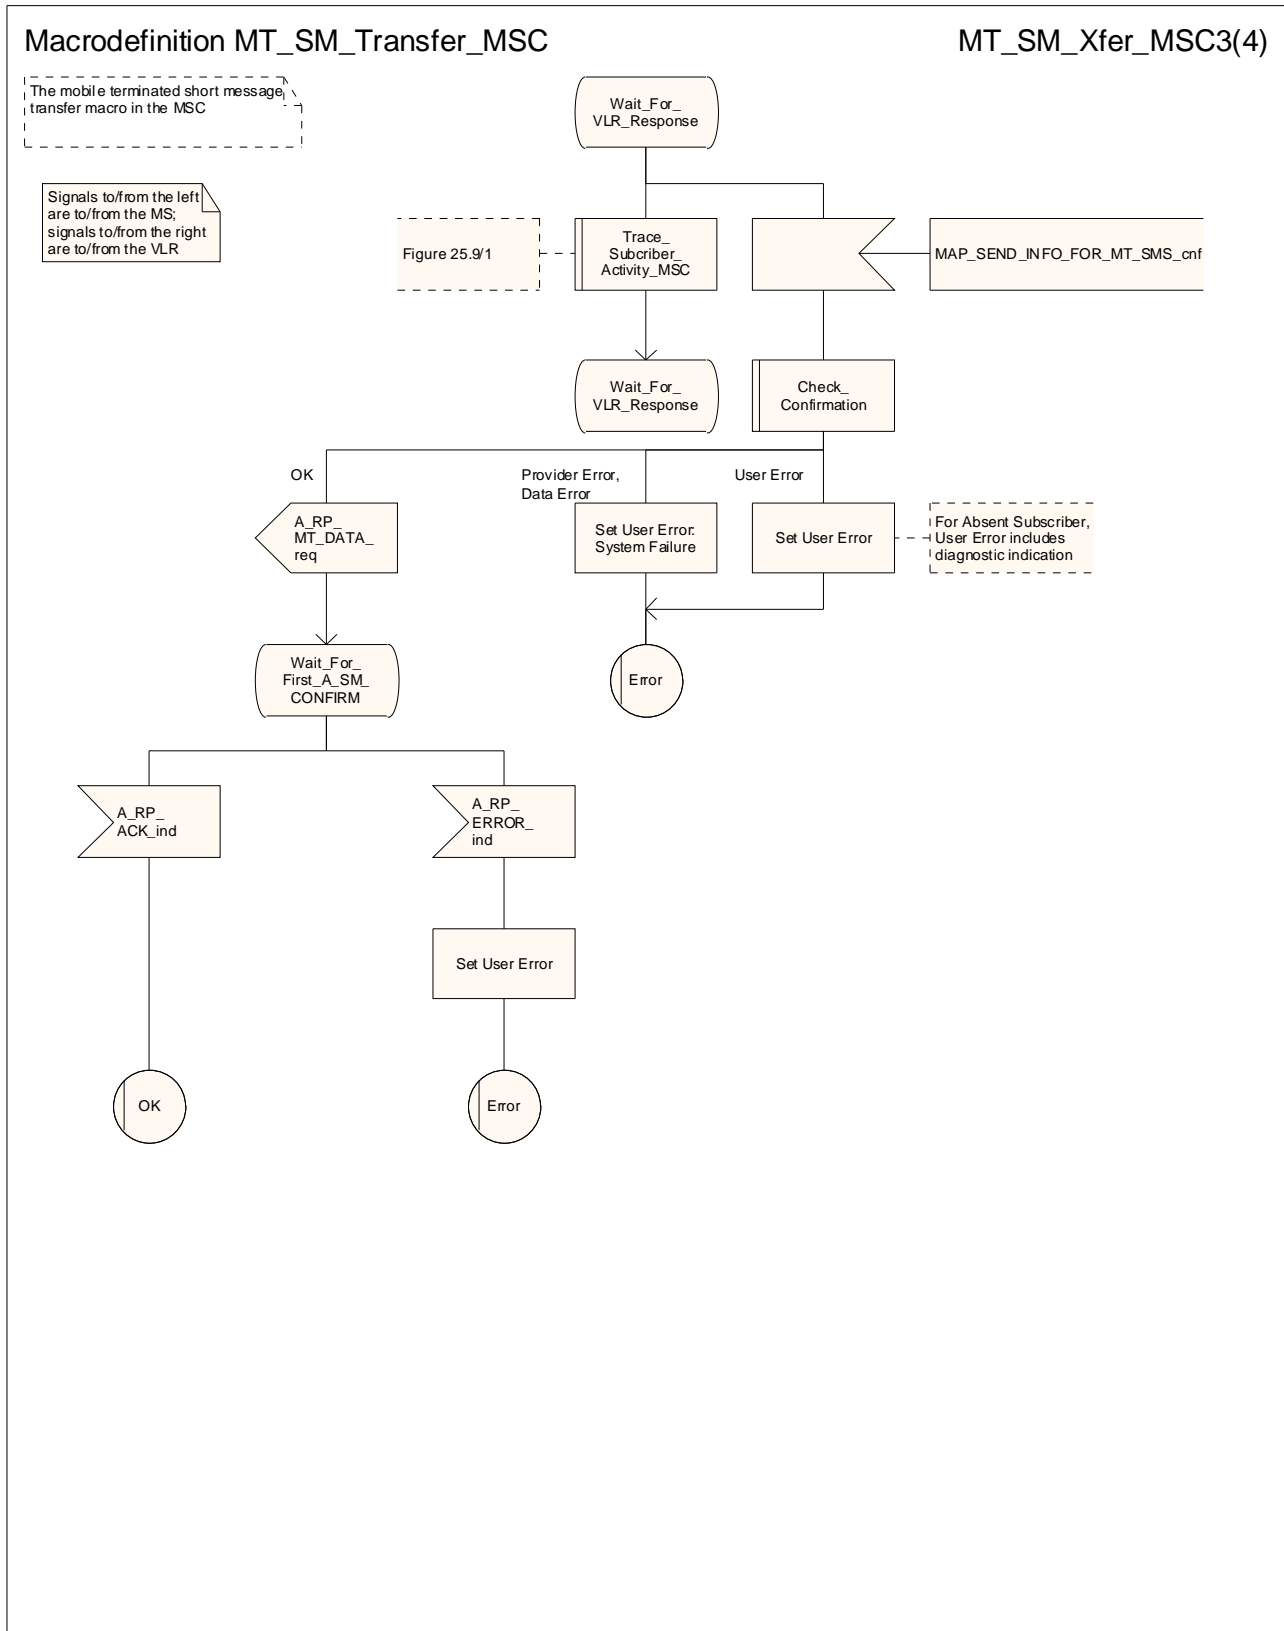 Macrodefinition MT_SM_Transfer_MSC
MT_SM_Xfer_MSC3(4)
The mobile terminated short message
transfer macro in the MSC
Signals to/from the left
are to/from the MS;
signals to/from the right
are to/from the VLR
Wait_For_
VLR_Response
Figure 25.9/1
Trace_
Subcriber_
Activity_MSC
MAP_SEND_INFO_FOR_MT_SMS_cnf
Wait_For_
VLR_Response
Check_
Confirmation
OK
Provider Error,
Data Error
User Error
A_RP_
MT_DATA_
req
Set User Error:
System Failure
Set User Error
For Absent Subscriber,
User Error includes
diagnostic indication
Wait_For_
First_A_SM_
CONFIRM
Error
A_RP_
ACK_ind
A_RP_
ERROR_
ind
Set User Error
OK
Error